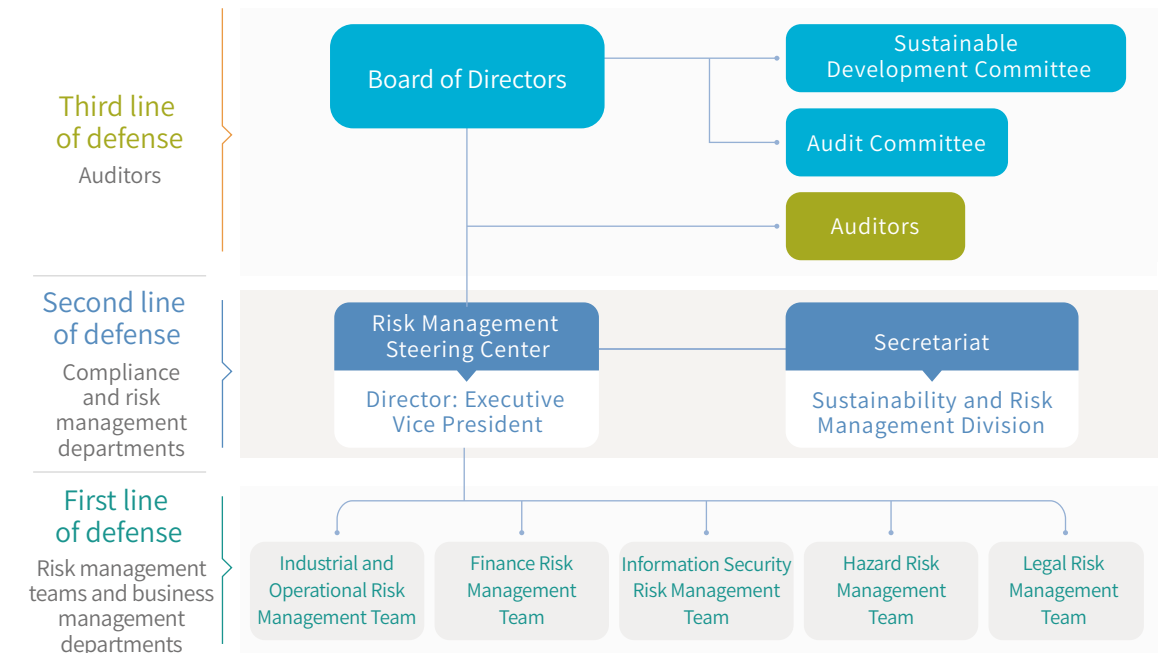 Third line
of defense
Auditors
Board of Directors
Sustainable
Development Committee
Audit Committee
Auditors
Second line
of defense
Compliance
and risk
management
departments
Risk Management
Steering Center
Director: Executive
Vice President
Secretariat
Sustainability and Risk
Management Division
First line
of defense
Risk management
teams and business
management
departments
Industrial and
Operational Risk
Management Team
Finance Risk
Management
Team
Information Security
Risk Management
Team
Hazard Risk
Management
Team
Legal Risk
Management
Team